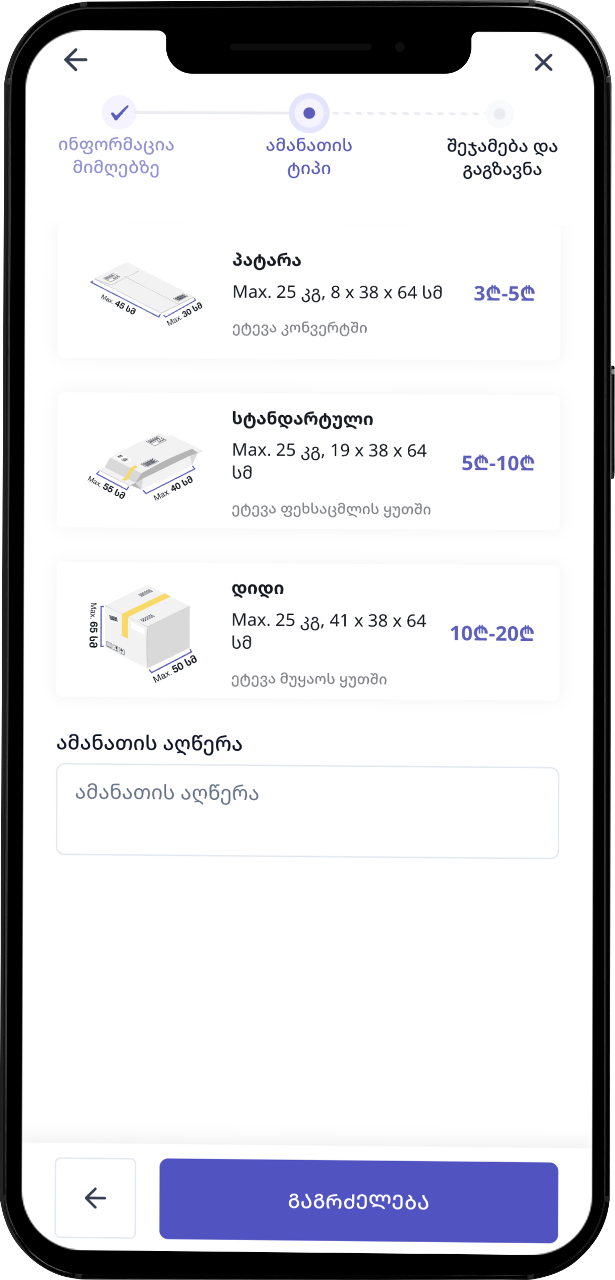 ინფორმაცია
მიმღებზე
ამანათის
ტიპი
შეჯამება და
გაგზავნა
პატარა
Max. 25 კგ, 8 x 38 x 64 სმ
ეტევა კონვერტში
3₾-5₾
Max. 45 სმ
Max. 30 სმ
სტანდარტული
Max. 25 კგ, 19 x 38 x 64
სმ
ეტევა ფეხსაცმლის ყუთში
5₾-10₾
Max. 55 სმ
Max. 40 სმ
დიდი
Max. 25 კგ, 41 x 38 x 64
სმ
ეტევა მუყაოს ყუთში
10₾-20₾
Max. 65 სმ
Max. 50 სმ
ამანათის აღწერა
ამანათის აღწერა
ᲒᲐᲒᲠᲫᲔᲚᲔᲑᲐ